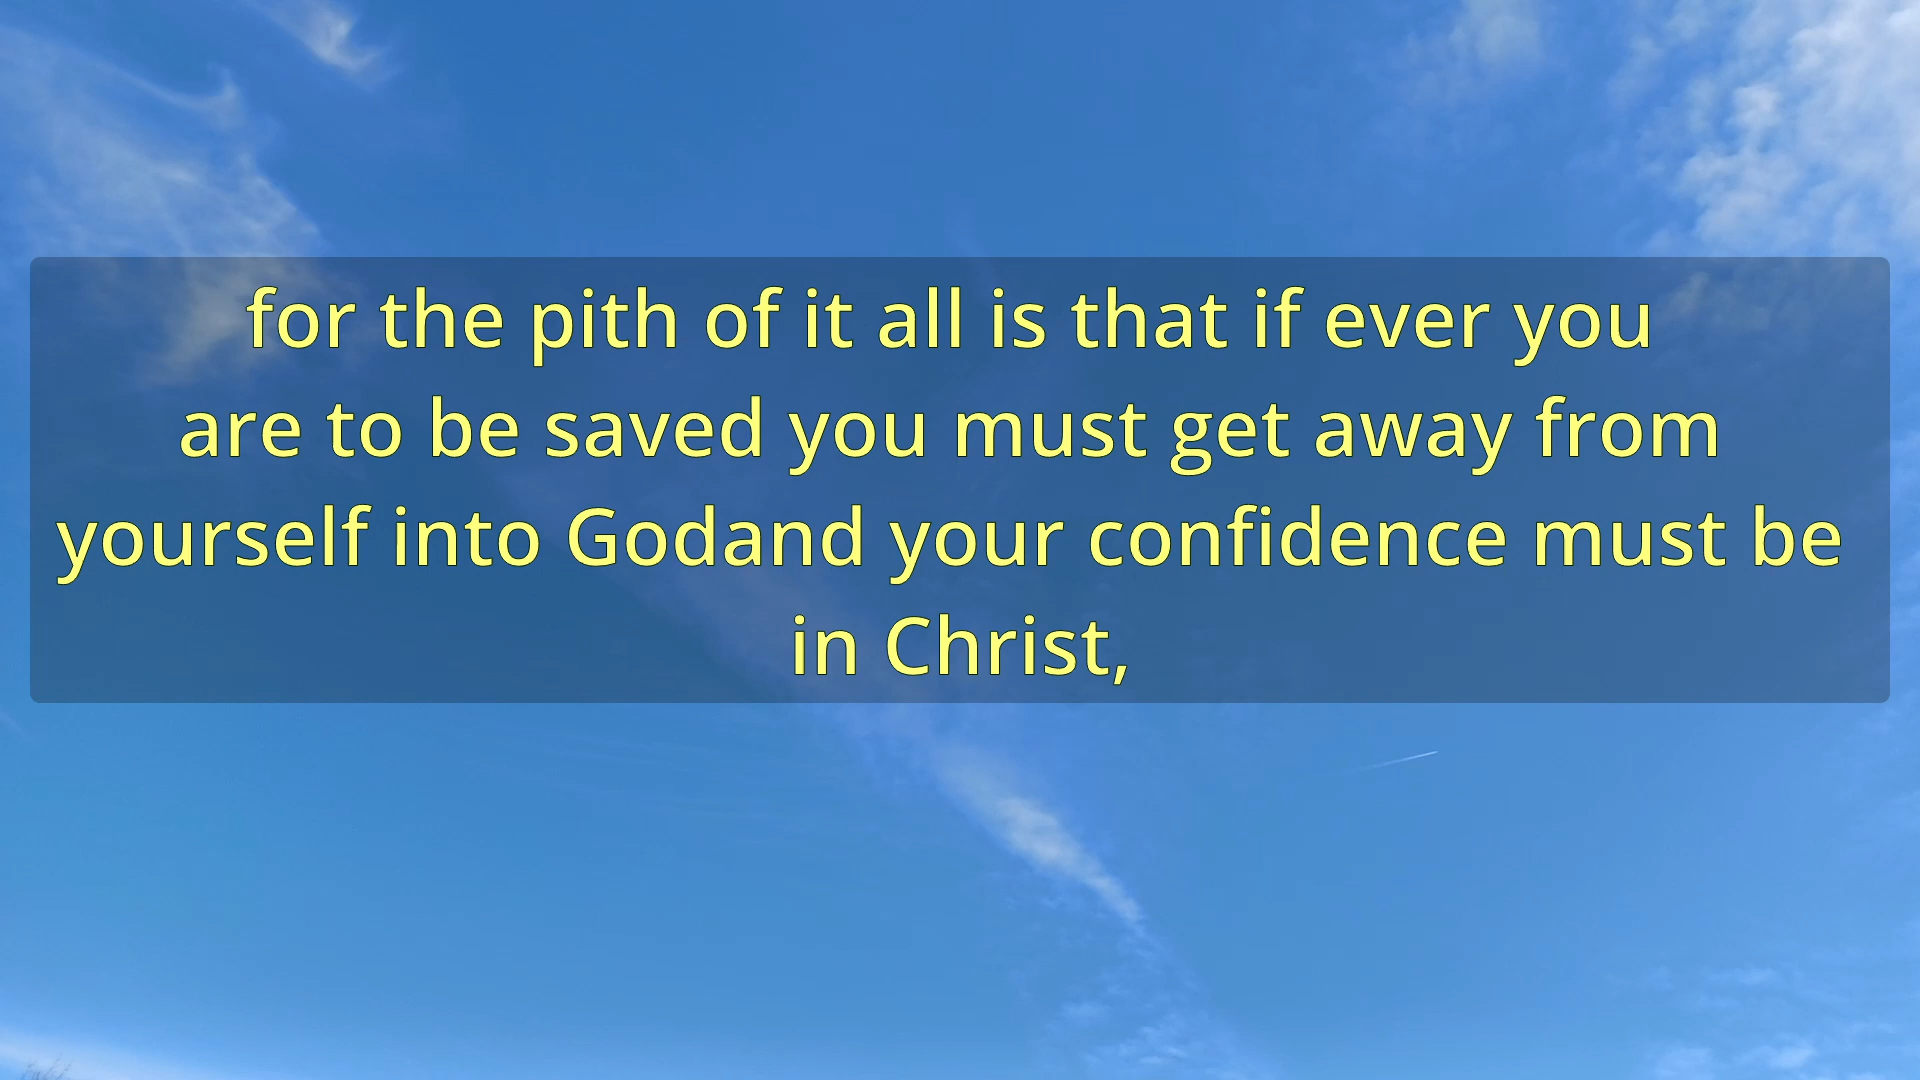 for the pith of it all is that if ever you
are to be saved you must get away from
yourself into Godand your confidence must be
in Christ,